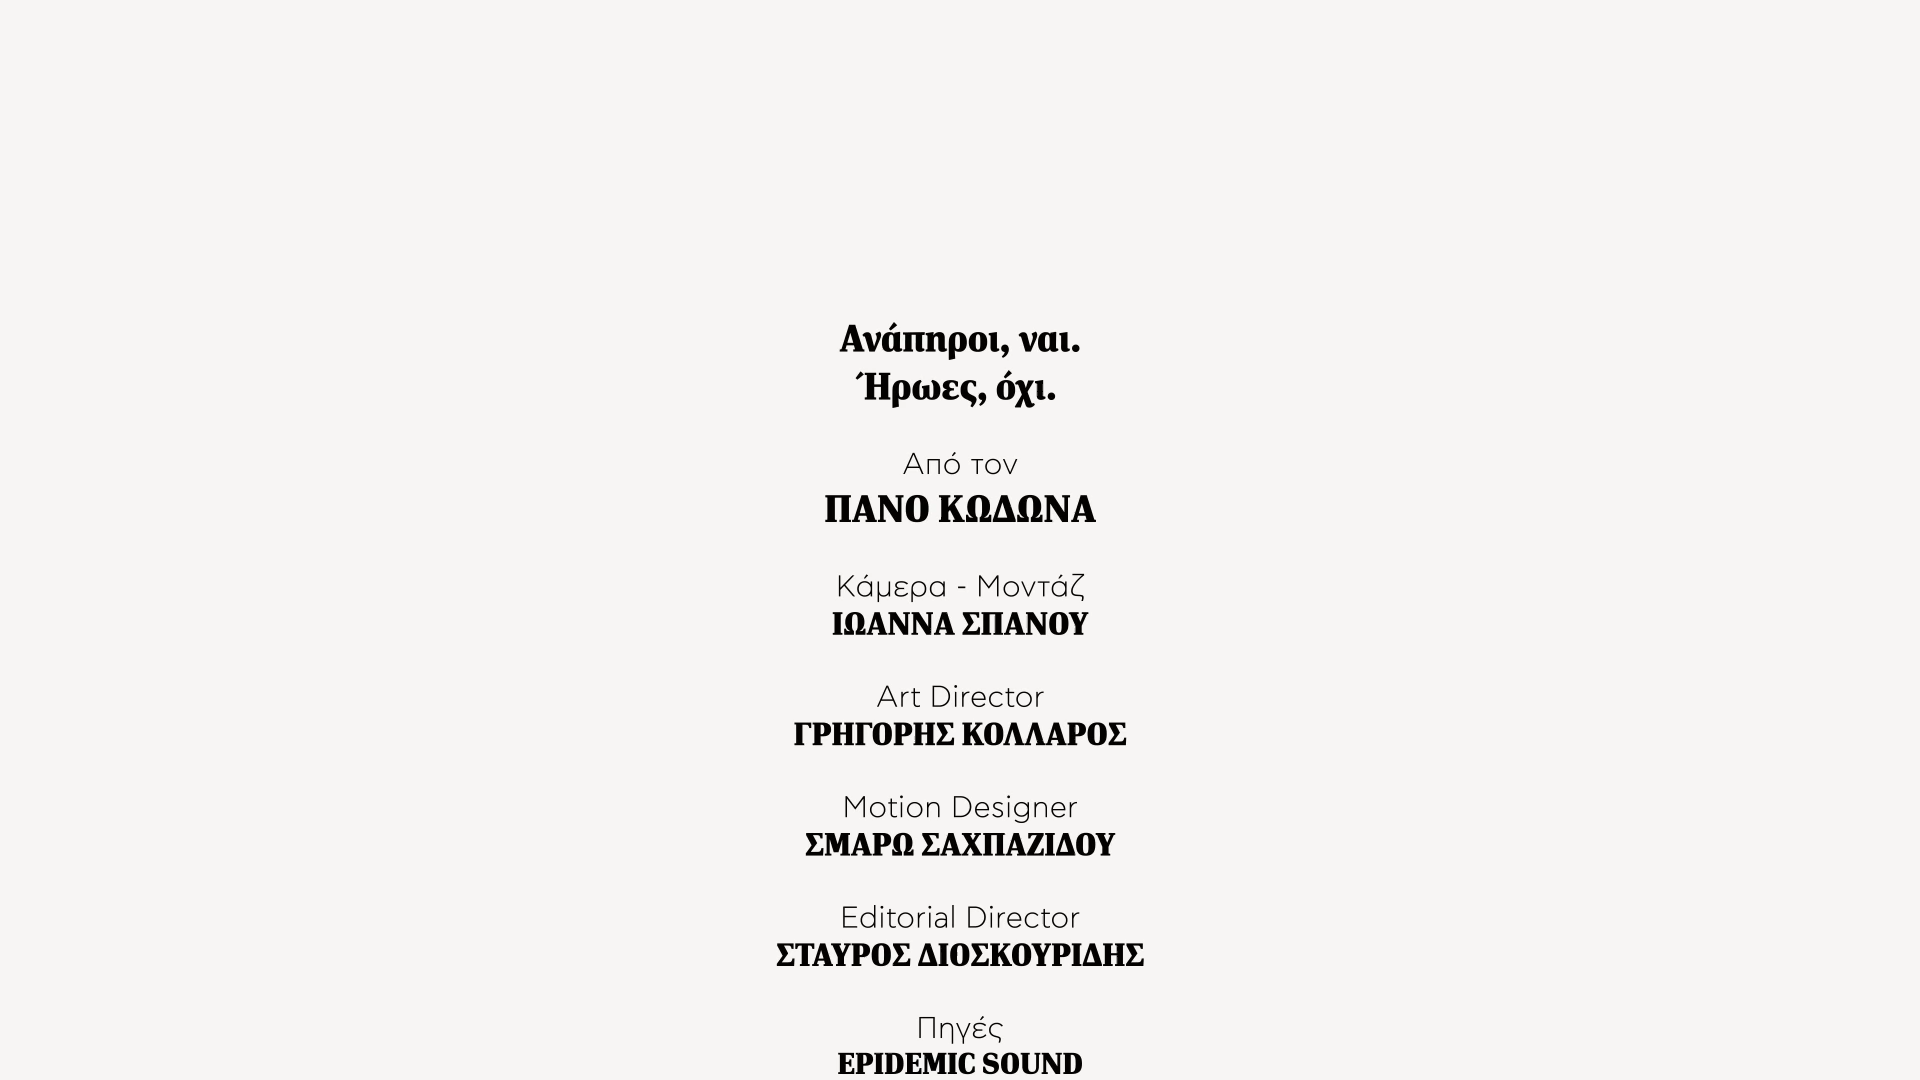 Ανάπηροι, ναι.
Ήρωες, όχι.
Από τον
ΠΑΝΟ ΚΩΔΩΝΑ
Κάμερα - Μοντάζ
ΙΩΑΝΝΑ ΣΠΑΝΟΥ
Art Director
ΓΡΗΓΟΡΗΣ ΚΟΛΛΑΡΟΣ
Motion Designer
ΣΜΑΡΩ ΣΑΧΠΑΖΙΔΟΥ
Editorial Director
ΣΤΑΥΡΟΣ ΔΙΟΣΚΟΥΡΙΔΗΣ
Πηγές
EPIDEMIC SOUND